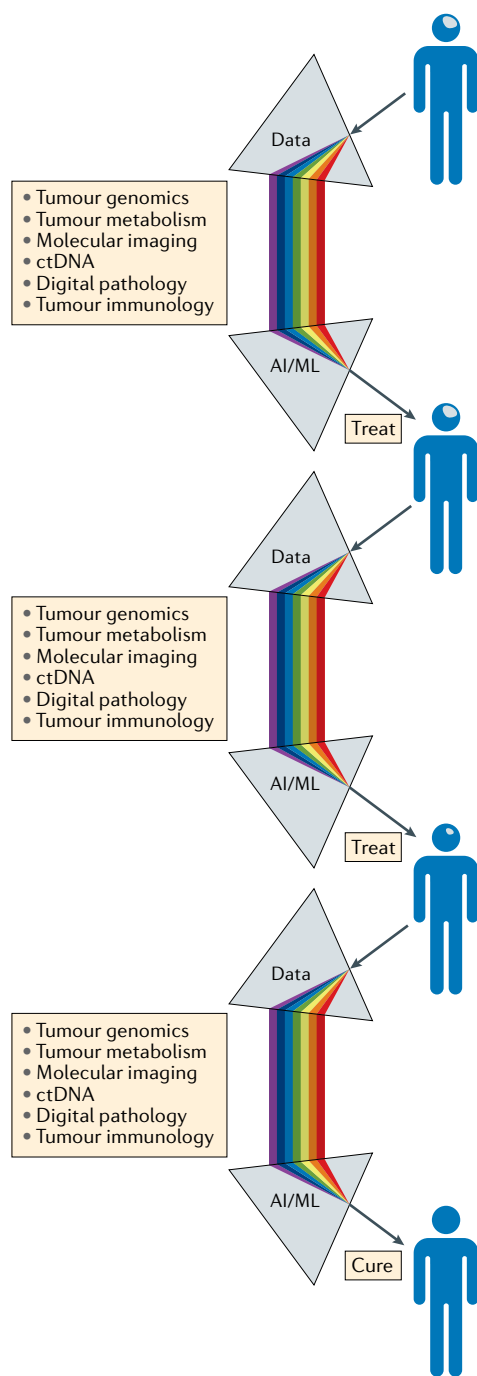 Data
• Tumour genomics
• Tumour metabolism
• Molecular imaging
• ctDNA
• Digital pathology
• Tumour immunology
AI/ML
Treat
Data
• Tumour genomics
• Tumour metabolism
• Molecular imaging
• ctDNA
• Digital pathology
• Tumour immunology
AI/ML
Treat
Data
• Tumour genomics
• Tumour metabolism
• Molecular imaging
• ctDNA
• Digital pathology
• Tumour immunology
AI/ML
Cure